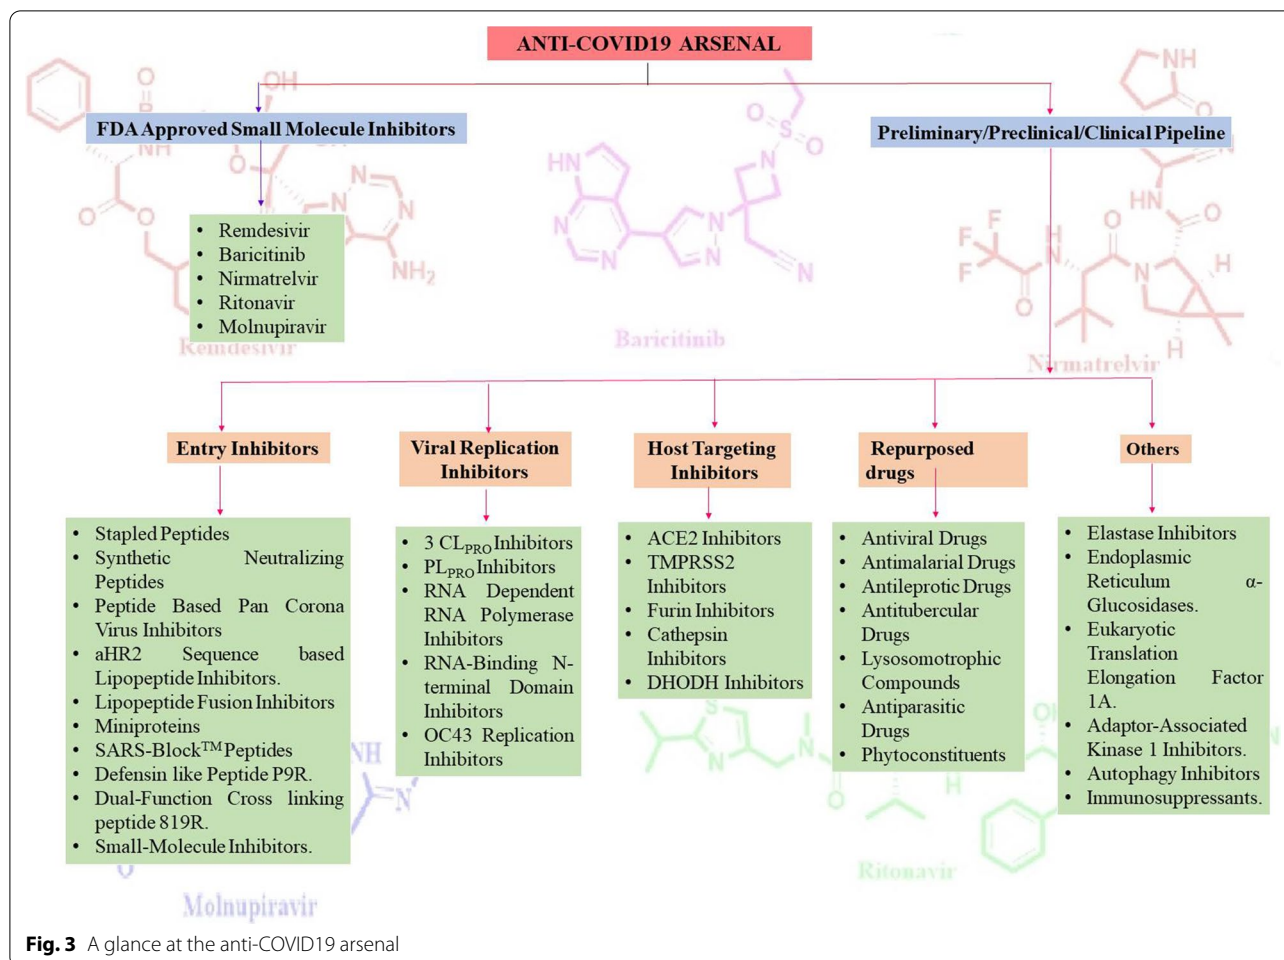 ANTI-COVID19 ARSENAL
FDA Approved Small Molecule Inhibitors
Preliminary/Preclinical/Clinical Pipeline
• Remdesivir
• Baricitinib
• Nirmatrelvir
• Ritonavir
• Molnupiravir
Remdesivir
Baricitinib
Nirmatrelvir
Entry Inhibitors
Viral Replication
Inhibitors
Host Targeting
Inhibitors
Repurposed
drugs
Others
• Stapled Peptides
• Synthetic Neutralizing
Peptides
• Peptide Based Pan Corona
Virus Inhibitors
• aHR2 Sequence based
Lipopeptide Inhibitors.
• Lipopeptide Fusion Inhibitors
• Miniproteins
• SARS-Block™ Peptides
• Defensin like Peptide P9R.
• Dual-Function Cross linking
peptide 819R.
• Small-Molecule Inhibitors.
• 3 CLPRO Inhibitors
• PLPRO Inhibitors
• RNA Dependent
RNA Polymerase
Inhibitors
• RNA-Binding N-
terminal Domain
Inhibitors
• OC43 Replication
Inhibitors
• ACE2 Inhibitors
• TMPRSS2
Inhibitors
• Furin Inhibitors
• Cathepsin
Inhibitors
• DHODH Inhibitors
• Antiviral Drugs
• Antimalarial Drugs
• Antileprotic Drugs
• Antitubercular
Drugs
• Lysosomotrophic
Compounds
• Antiparasitic
Drugs
• Phytoconstituents
• Elastase Inhibitors
• Endoplasmic
Reticulum α-
Glucosidases.
• Eukaryotic
Translation
Elongation Factor
1A.
• Adaptor-Associated
Kinase 1 Inhibitors.
• Autophagy Inhibitors
• Immunosuppressants.
Molnupiravir
Ritonavir
Fig. 3 A glance at the anti-COVID19 arsenal